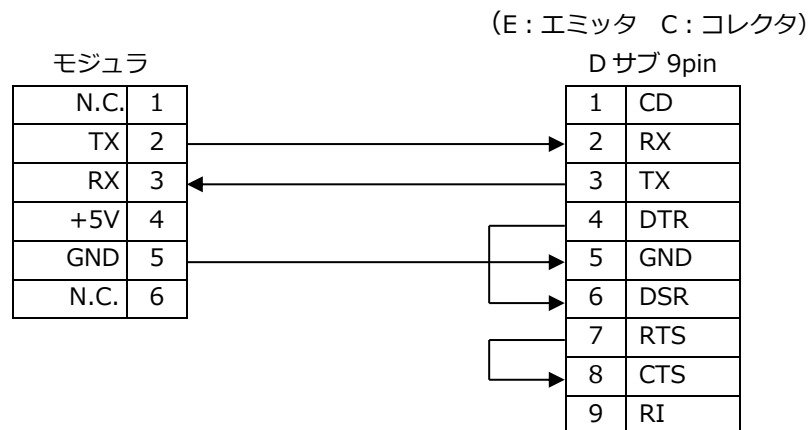 （E：エミッタ　C：コレクタ）
モジュラ
Dサブ 9pin
N.C. 1
1 CD
TX 2
2 RX
RX 3
3 TX
+5V 4
4 DTR
GND 5
5 GND
N.C. 6
6 DSR
7 RTS
8 CTS
9 RI